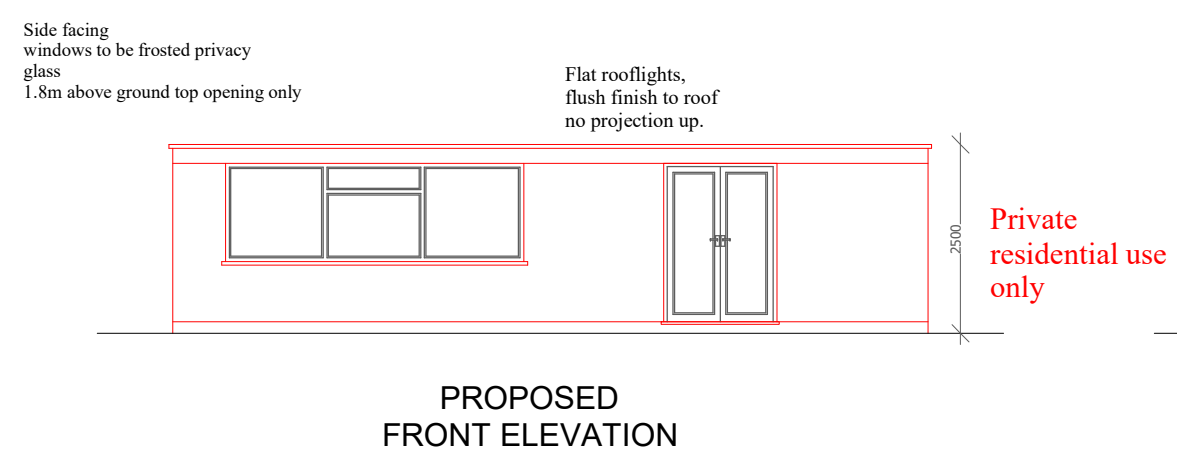 Side facing
windows to be frosted privacy
glass
1.8m above ground top opening only
Flat rooflights,
flush finish to roof
no projection up.
2500
Private
residential use
only
PROPOSED
FRONT ELEVATION